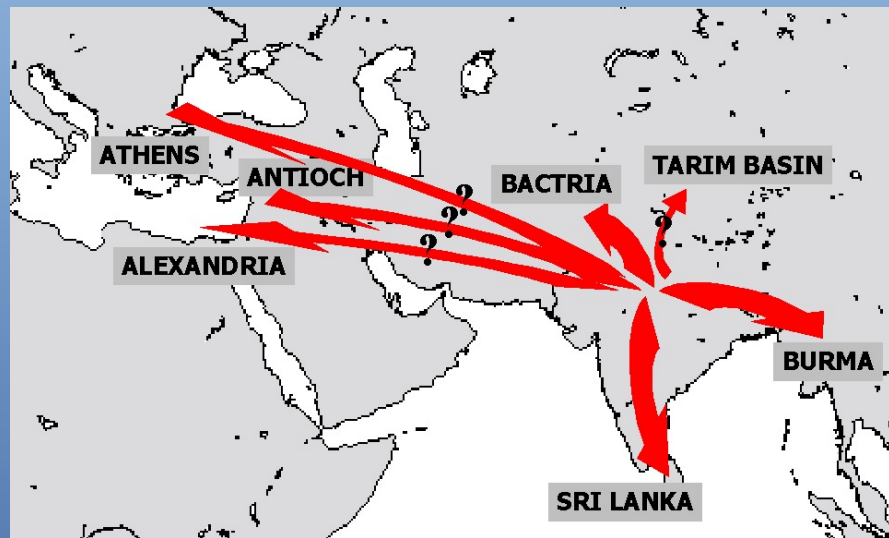 ATHENS
ANTIOCH
BACTRIA
TARIM BASIN
?
?
?
?
ALEXANDRIA
BURMA
SRI LANKA